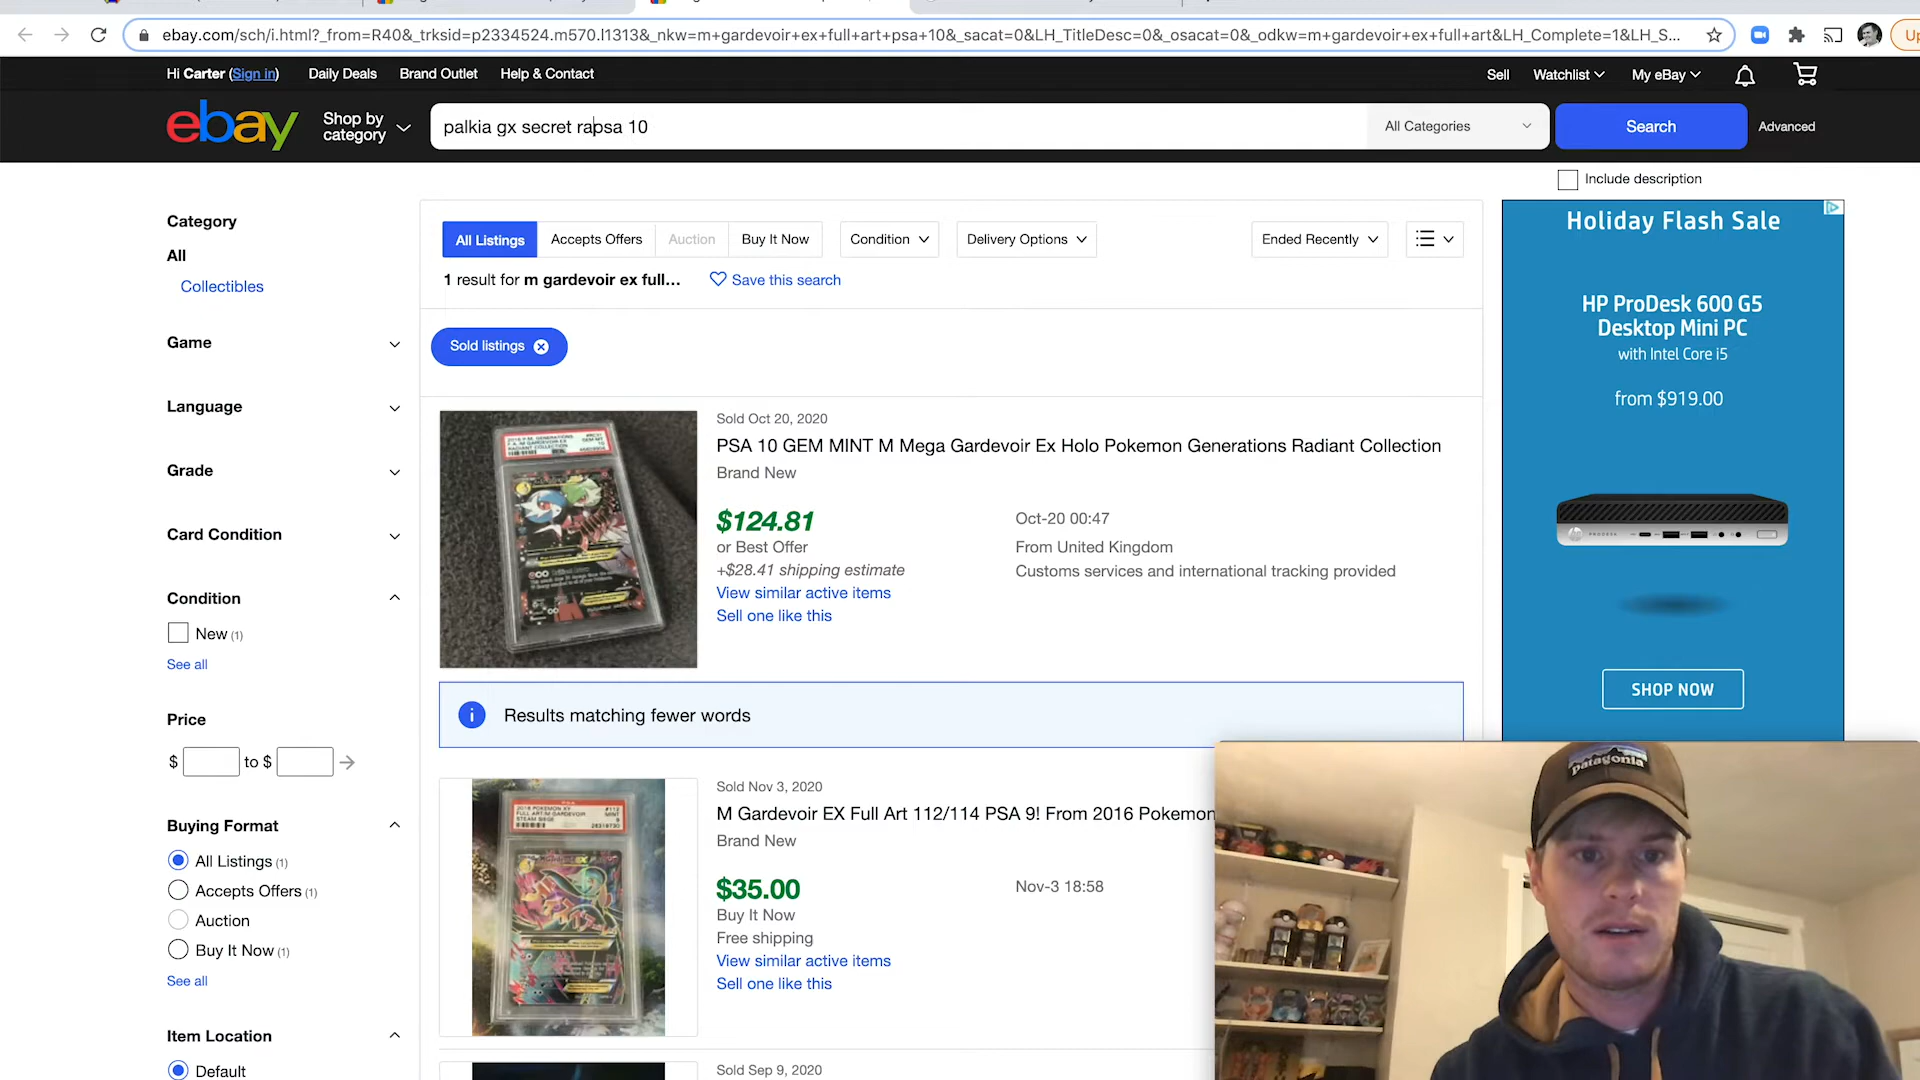 ebay.com/sch/i.html?_from=R40&_trksid=p2334524.m570.l1313&_nkw=m+gardevoir+ex+full+art+psa+10&_sacat=0&LH_TitleDesc=0&_osacat=0&_odkw=m+gardevoir+ex+full+art&LH_Complete=1&LH_S...
Up
Hi Carter (Sign in) Daily Deals Brand Outlet Help & Contact Sell Watchlist My eBay
ebay Shop by category palkia gx secret rapsa 10 All Categories Search Advanced
Include description
Category
All
Collectibles
Game
Language
Grade
Card Condition
Condition
New (1)
See all
Price
$ to $
Buying Format
All Listings (1)
Accepts Offers (1)
Auction
Buy It Now (1)
See all
Item Location
Default
All Listings Accepts Offers Auction Buy It Now Condition Delivery Options Ended Recently
1 result for m gardevoir ex full... Save this search
Sold listings
Sold Oct 20, 2020
PSA 10 GEM MINT M Mega Gardevoir Ex Holo Pokemon Generations Radiant Collection
Brand New
$124.81
or Best Offer
+$28.41 shipping estimate
View similar active items
Sell one like this
Oct-20 00:47
From United Kingdom
Customs services and international tracking provided
Results matching fewer words
Sold Nov 3, 2020
M Gardevoir EX Full Art 112/114 PSA 9! From 2016 Pokemon
Brand New
$35.00
Buy It Now
Free shipping
View similar active items
Sell one like this
Nov-3 18:58
Sold Sep 9, 2020
Holiday Flash Sale
HP ProDesk 600 G5
Desktop Mini PC
with Intel Core i5
from $919.00
SHOP NOW
patagonia